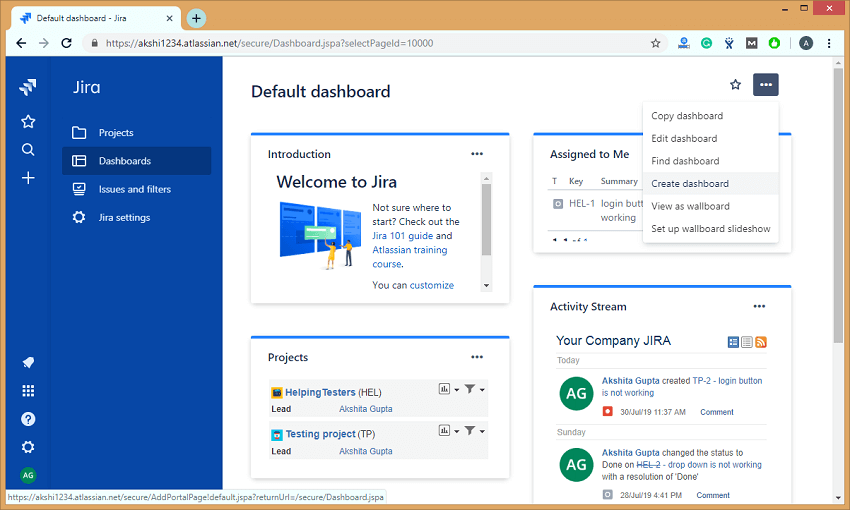 Default dashboard - Jira
https://akshi1234.atlassian.net/secure/Dashboard.jspa?selectPageId=10000
M
A
Jira
Projects
Dashboards
Issues and filters
Jira settings
AG
Default dashboard
Copy dashboard
Edit dashboard
Find dashboard
Create dashboard
View as wallboard
Set up wallboard slideshow
Introduction
Welcome to Jira
Not sure where
to start? Check out the
Jira 101 guide and
Atlassian training
course.
You can customize
Projects
HelpingTesters (HEL)
Lead Akshita Gupta
Testing project (TP)
Lead Akshita Gupta
Assigned to Me
T Key Summary
HEL-1 login butt
working
Activity Stream
Your Company JIRA
Today
AG
Akshita Gupta created TP-2 - login button
is not working
30/Jul/19 11:37 AM Comment
Sunday
AG
Akshita Gupta changed the status to
Done on HEL-2 - drop down is not working
with a resolution of 'Done'
28/Jul/19 4:41 PM Comment
https://akshi1234.atlassian.net/secure/AddPortalPage!default.jspa?returnUrl=/secure/Dashboard.jspa